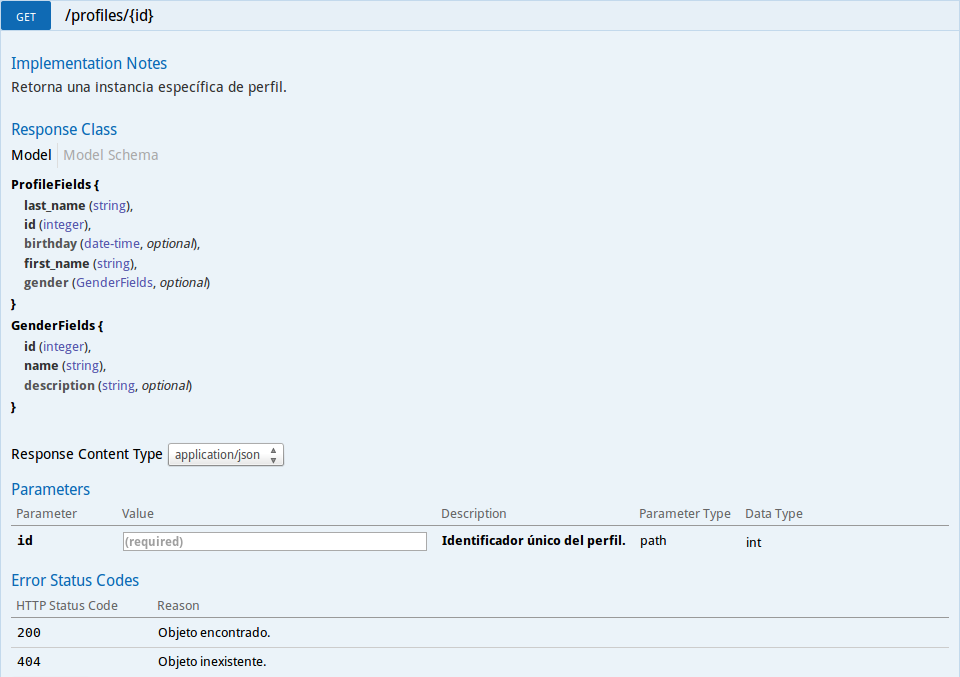 GET /profiles/{id}
Implementation Notes
Retorna una instancia específica de perfil.
Response Class
Model Model Schema
ProfileFields {
last_name (string),
id (integer),
birthday (date-time, optional),
first_name (string),
gender (GenderFields, optional)
}
GenderFields {
id (integer),
name (string),
description (string, optional)
}
Response Content Type application/json
Parameters
Parameter Value Description Parameter Type Data Type
id (required) Identificador único del perfil. path int
Error Status Codes
HTTP Status Code Reason
200 Objeto encontrado.
404 Objeto inexistente.